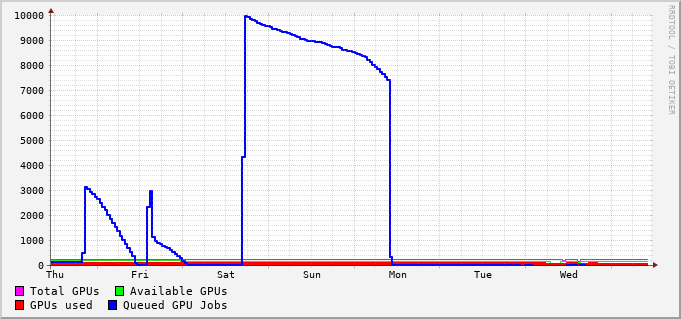 10000
9000
8000
7000
6000
5000
4000
3000
2000
1000
0
Thu Fri Sat Sun Mon Tue Wed
Total GPUs Available GPUs
GPUs used Queued GPU Jobs
RRDTOOL / TOBI OETIKER